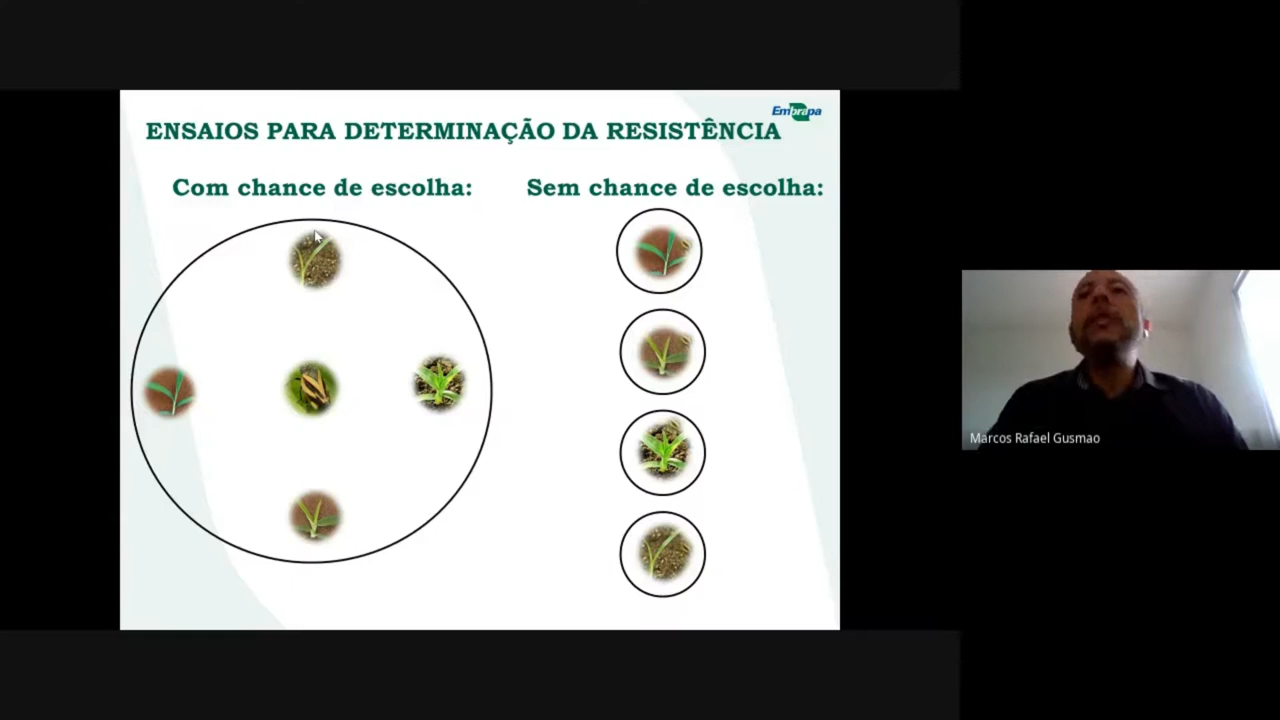 Embrapa
ENSAIOS PARA DETERMINAÇÃO DA RESISTÊNCIA
Com chance de escolha:
Sem chance de escolha:
Marcos Rafael Gusmao